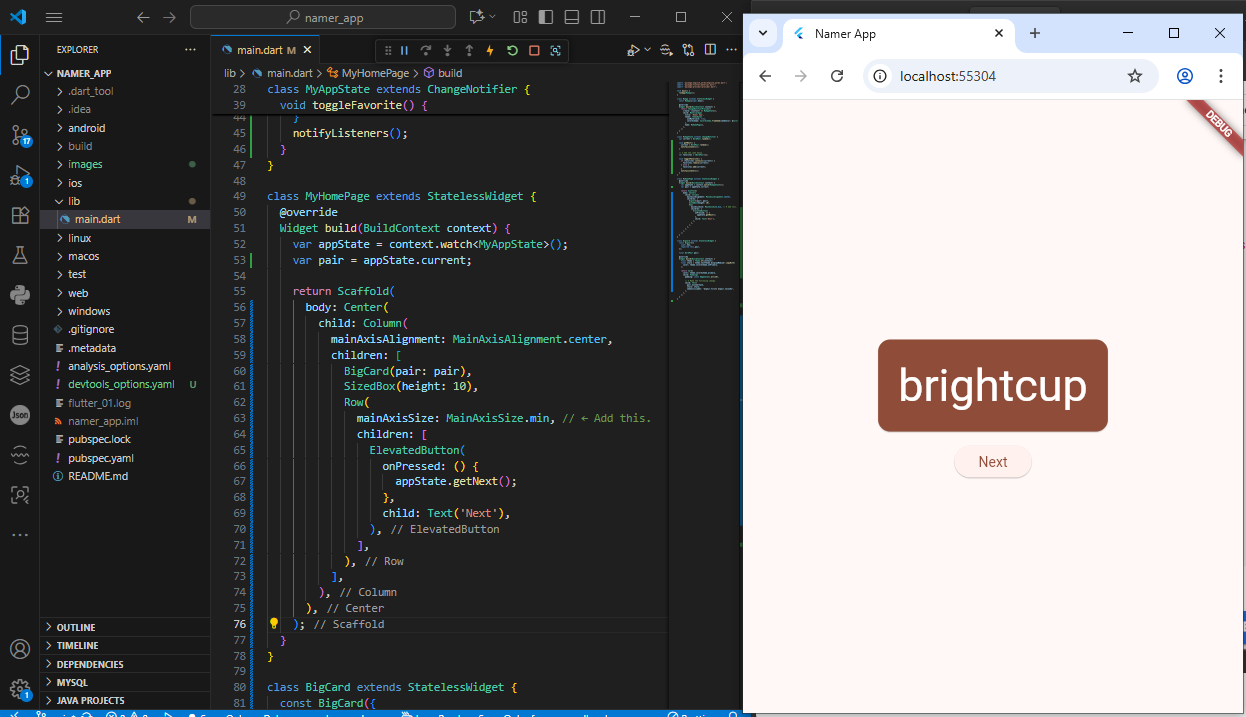 namer_app
EXPLORER
NAMER_APP
.dart_tool
.idea
android
build
images
ios
lib
main.dart M
linux
macos
test
web
windows
.gitignore
.metadata
analysis_options.yaml
devtools_options.yaml U
flutter_01.log
namer_app.iml
pubspec.lock
pubspec.yaml
README.md
OUTLINE
TIMELINE
DEPENDENCIES
MYSQL
JAVA PROJECTS
17
1
Json
1
main.dart M
lib > main.dart > MyHomePage > build
28 class MyAppState extends ChangeNotifier {
39 void toggleFavorite() {
44 }
45 notifyListeners();
46 }
47 }
48
49 class MyHomePage extends StatelessWidget {
50 @override
51 Widget build(BuildContext context) {
52 var appState = context.watch<MyAppState>();
53 var pair = appState.current;
54
55 return Scaffold(
56 body: Center(
57 child: Column(
58 mainAxisAlignment: MainAxisAlignment.center,
59 children: [
60 BigCard(pair: pair),
61 SizedBox(height: 10),
62 Row(
63 mainAxisSize: MainAxisSize.min, // ← Add this.
64 children: [
65 ElevatedButton(
66 onPressed: () {
67 appState.getNext();
68 },
69 child: Text('Next'),
70 ), // ElevatedButton
71 ],
72 ), // Row
73 ],
74 ), // Column
75 ), // Center
76 ); // Scaffold
77 }
78 }
79
80 class BigCard extends StatelessWidget {
81 const BigCard({
Namer App
localhost:55304
DEBUG
brightcup
Next